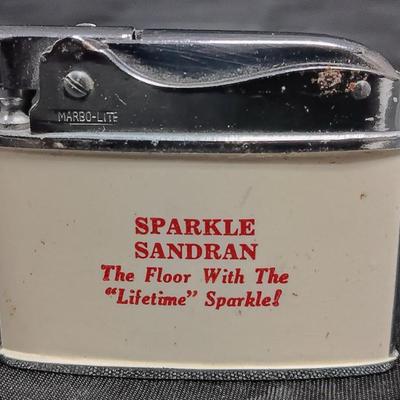 MARBO-LITE
SPARKLE
SANDRAN
The Floor With The
"Lifetime" Sparkle!